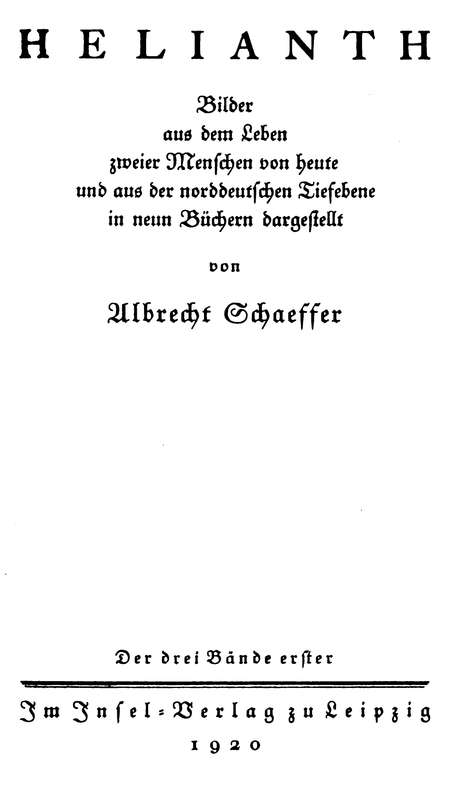 HELIANTH
Bilder
aus dem Leben
zweier Menschen von heute
und aus der norddeutschen Tiefebene
in neun Büchern dargestellt
von
Albrecht Schaeffer
Der drei Bände erster
Im Insel-Verlag zu Leipzig
1920